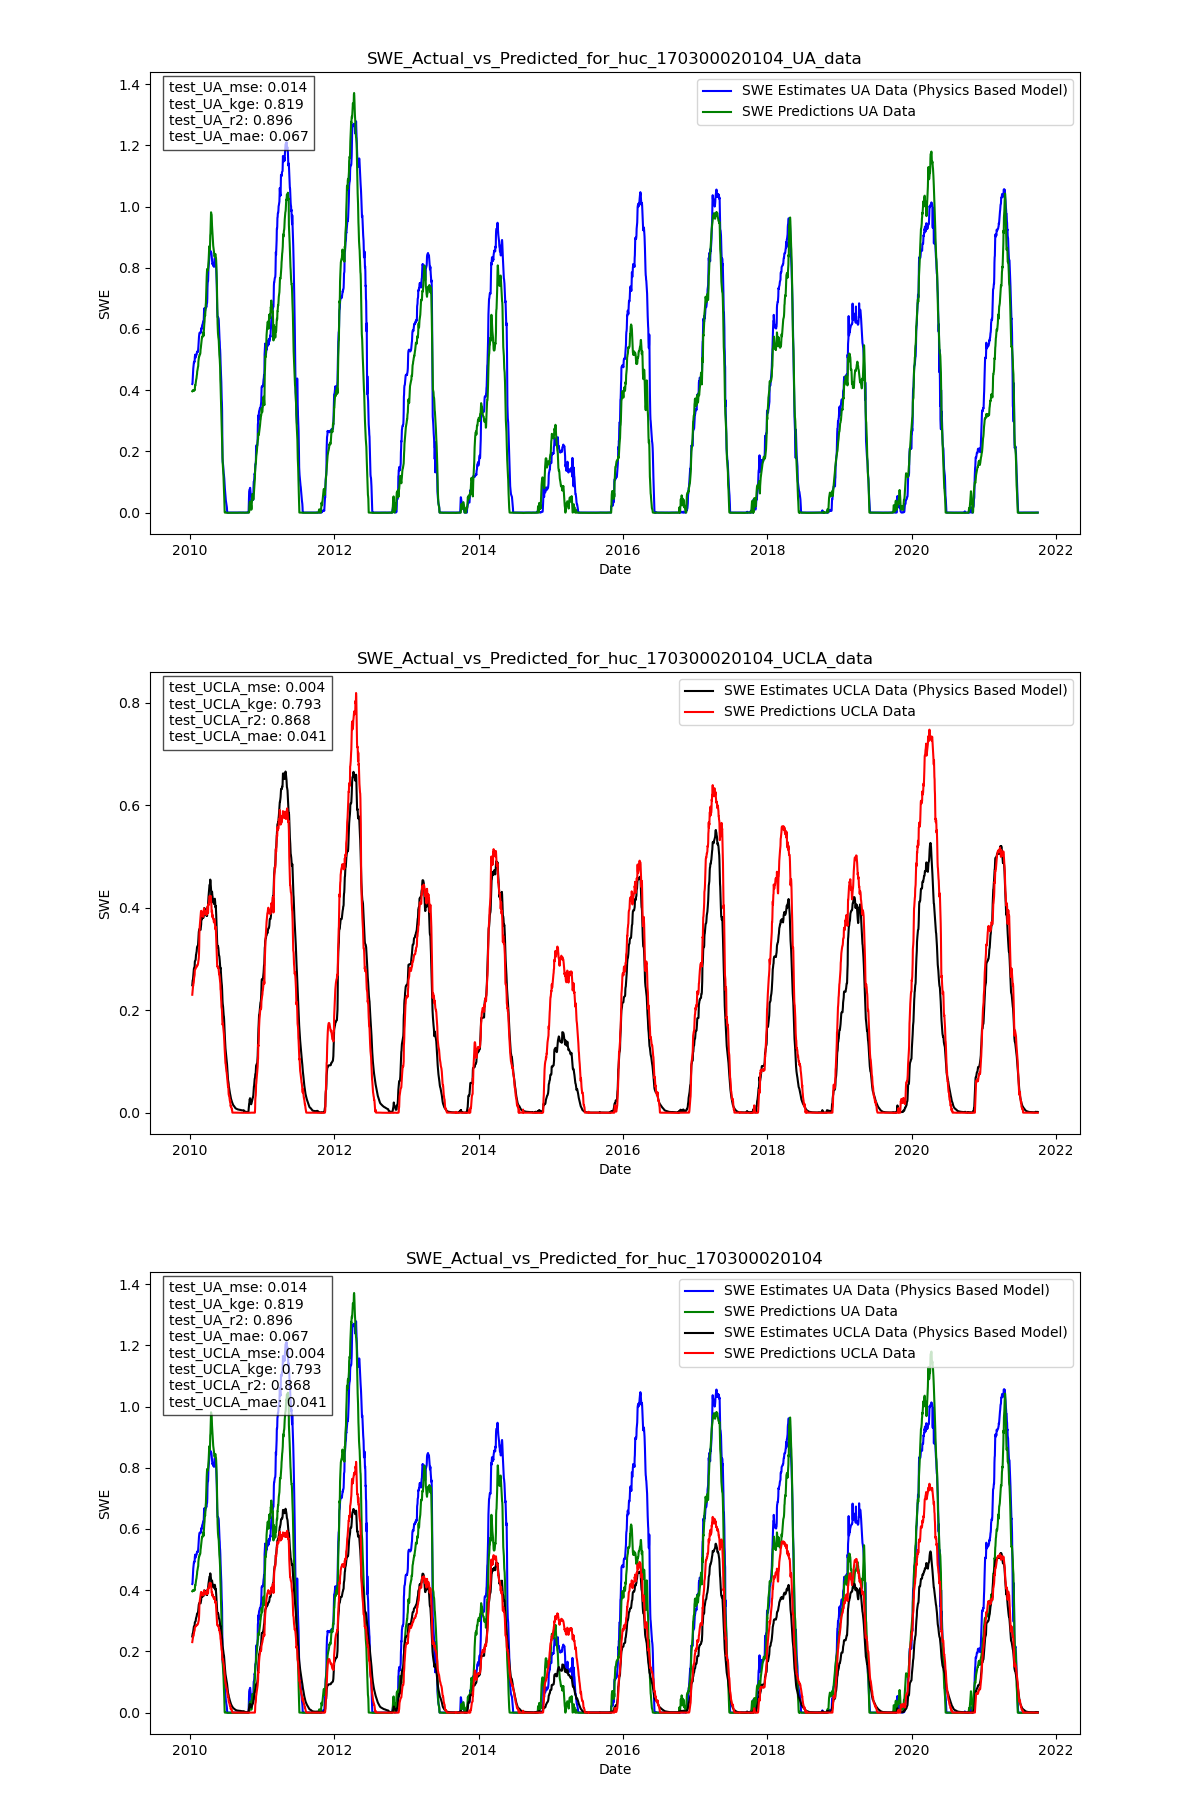 SWE_Actual_vs_Predicted_for_huc_170300020104_UA_data
test_UA_mse: 0.014
test_UA_kge: 0.819
test_UA_r2: 0.896
test_UA_mae: 0.067
SWE Estimates UA Data (Physics Based Model)
SWE Predictions UA Data
1.4
1.2
1.0
0.8
0.6
0.4
0.2
0.0
SWE
2010 2012 2014 2016 2018 2020 2022
Date
SWE_Actual_vs_Predicted_for_huc_170300020104_UCLA_data
test_UCLA_mse: 0.004
test_UCLA_kge: 0.793
test_UCLA_r2: 0.868
test_UCLA_mae: 0.041
SWE Estimates UCLA Data (Physics Based Model)
SWE Predictions UCLA Data
0.8
0.6
0.4
0.2
0.0
SWE
2010 2012 2014 2016 2018 2020 2022
Date
SWE_Actual_vs_Predicted_for_huc_170300020104
test_UA_mse: 0.014
test_UA_kge: 0.819
test_UA_r2: 0.896
test_UA_mae: 0.067
test_UCLA_mse: 0.004
test_UCLA_kge: 0.793
test_UCLA_r2: 0.868
test_UCLA_mae: 0.041
SWE Estimates UA Data (Physics Based Model)
SWE Predictions UA Data
SWE Estimates UCLA Data (Physics Based Model)
SWE Predictions UCLA Data
1.4
1.2
1.0
0.8
0.6
0.4
0.2
0.0
SWE
2010 2012 2014 2016 2018 2020 2022
Date